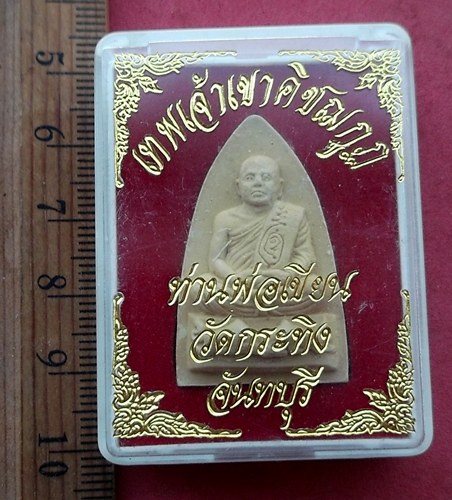 เทพเจ้าเขาคิชฌกูฏ
ท่านพ่อเขียน
วัดกระทิง
จันทบุรี
5
6
7
8
9
10